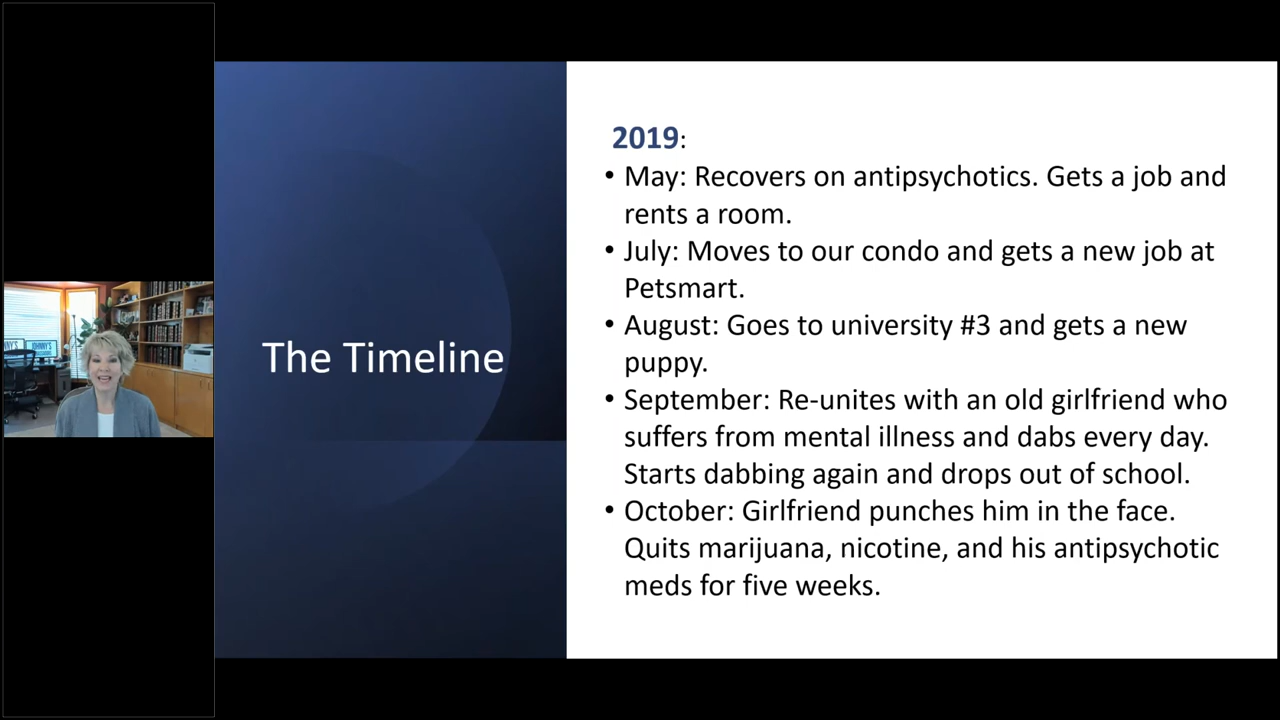 JOHNNY'S
The Timeline
2019:
• May: Recovers on antipsychotics. Gets a job and
rents a room.
• July: Moves to our condo and gets a new job at
Petsmart.
• August: Goes to university #3 and gets a new
puppy.
• September: Re-unites with an old girlfriend who
suffers from mental illness and dabs every day.
Starts dabbing again and drops out of school.
• October: Girlfriend punches him in the face.
Quits marijuana, nicotine, and his antipsychotic
meds for five weeks.